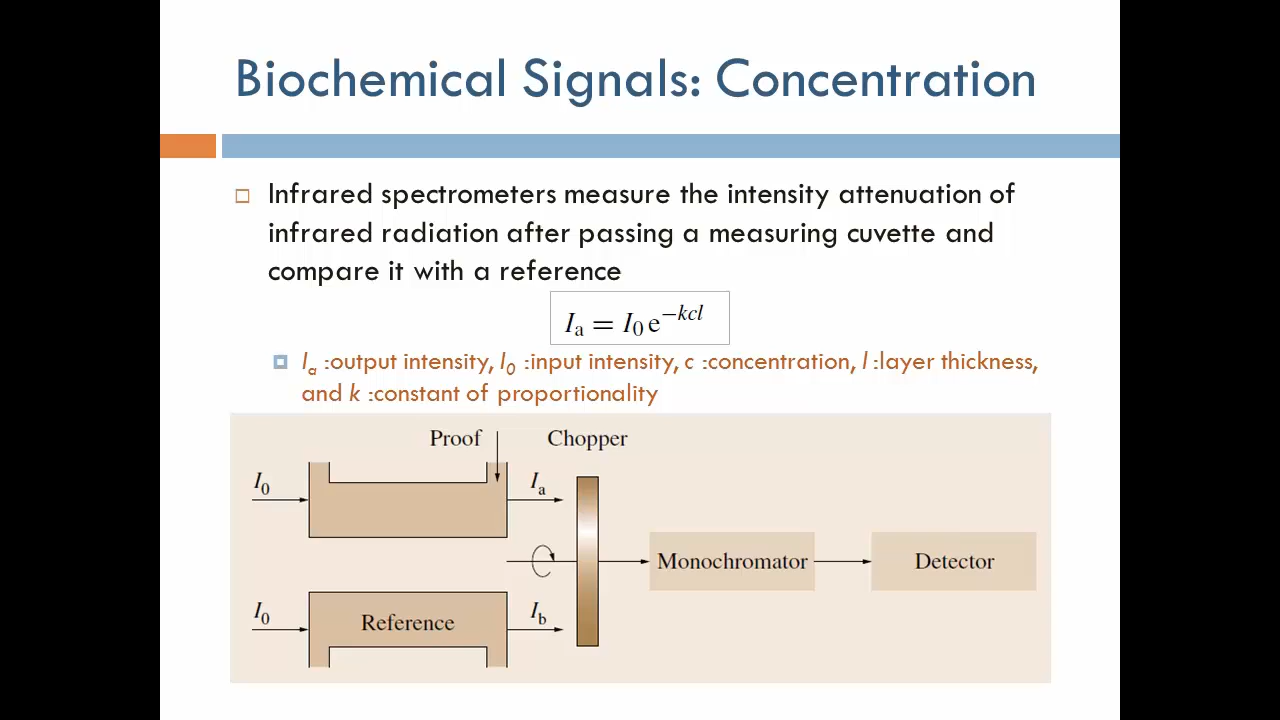 Biochemical Signals: Concentration
Infrared spectrometers measure the intensity attenuation of
infrared radiation after passing a measuring cuvette and
compare it with a reference
Iₐ = I₀ e^−kcl
Iₐ :output intensity, I₀ :input intensity, c :concentration, l :layer thickness,
and k :constant of proportionality
Proof
Chopper
I₀
Iₐ
Monochromator
Detector
I₀
Reference
I_b